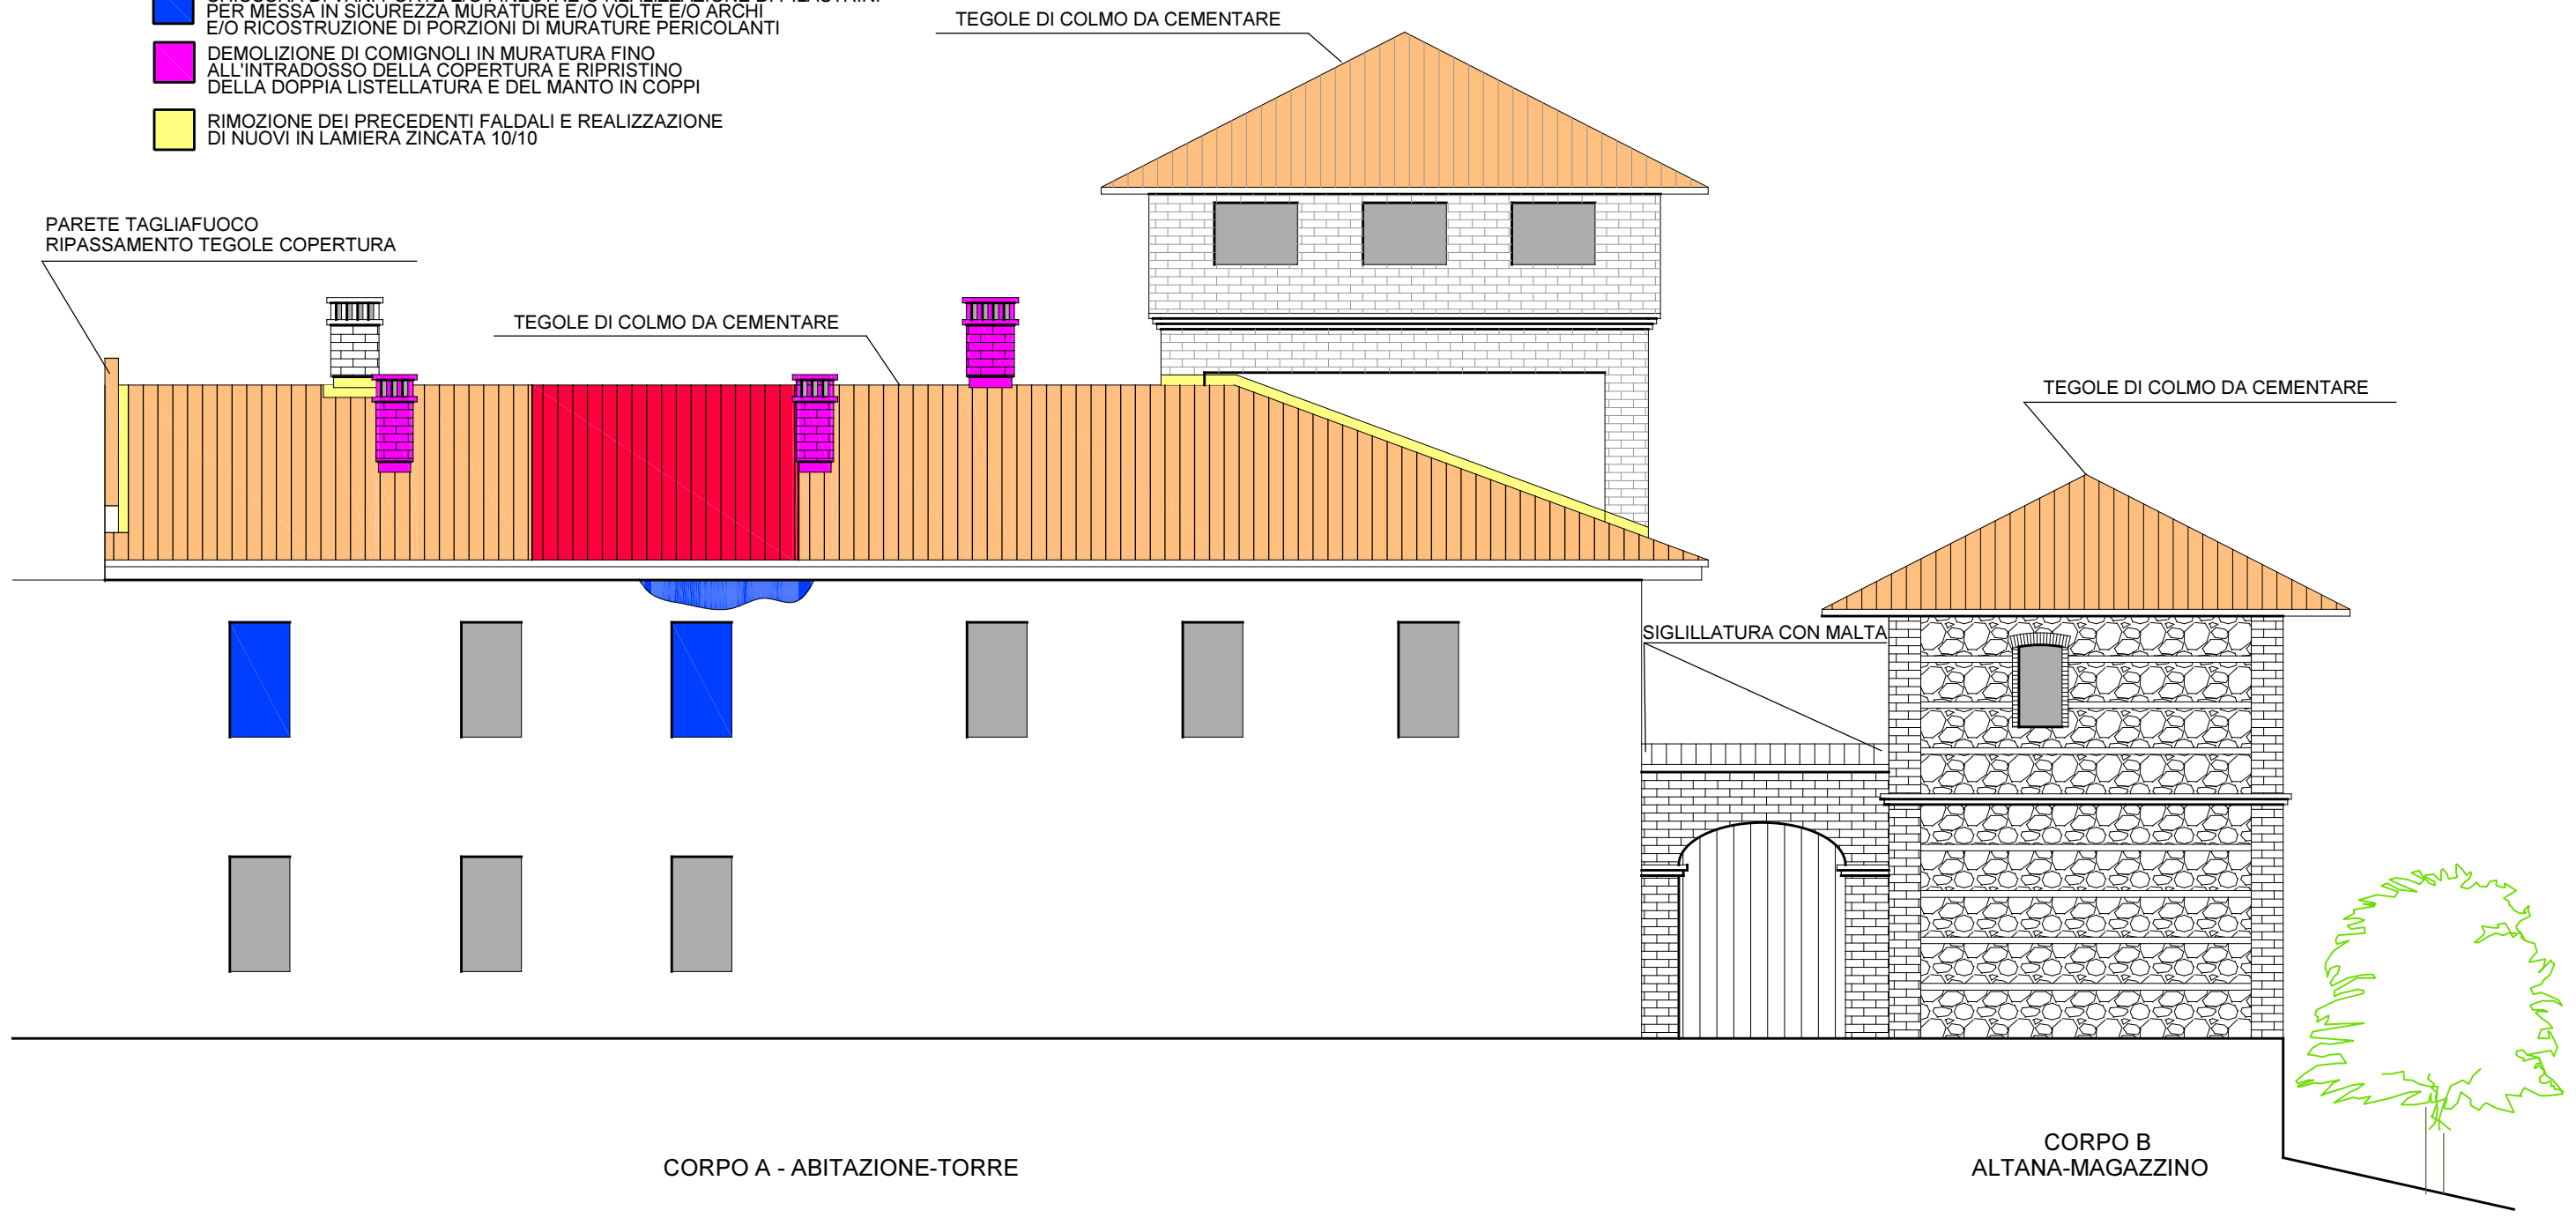 PER MESSA IN SICUREZZA MURATURE E/O VOLTE E/O ARCHI
E/O RICOSTRUZIONE DI PORZIONI DI MURATURE PERICOLANTI
DEMOLIZIONE DI COMIGNOLI IN MURATURA FINO
ALL'INTRADOSSO DELLA COPERTURA E RIPRISTINO
DELLA DOPPIA LISTELLATURA E DEL MANTO IN COPPI
RIMOZIONE DEI PRECEDENTI FALDALI E REALIZZAZIONE
DI NUOVI IN LAMIERA ZINCATA 10/10
TEGOLE DI COLMO DA CEMENTARE
PARETE TAGLIAFUOCO
RIPASSAMENTO TEGOLE COPERTURA
TEGOLE DI COLMO DA CEMENTARE
TEGOLE DI COLMO DA CEMENTARE
SIGLILLATURA CON MALTA
CORPO A - ABITAZIONE-TORRE
CORPO B
ALTANA-MAGAZZINO